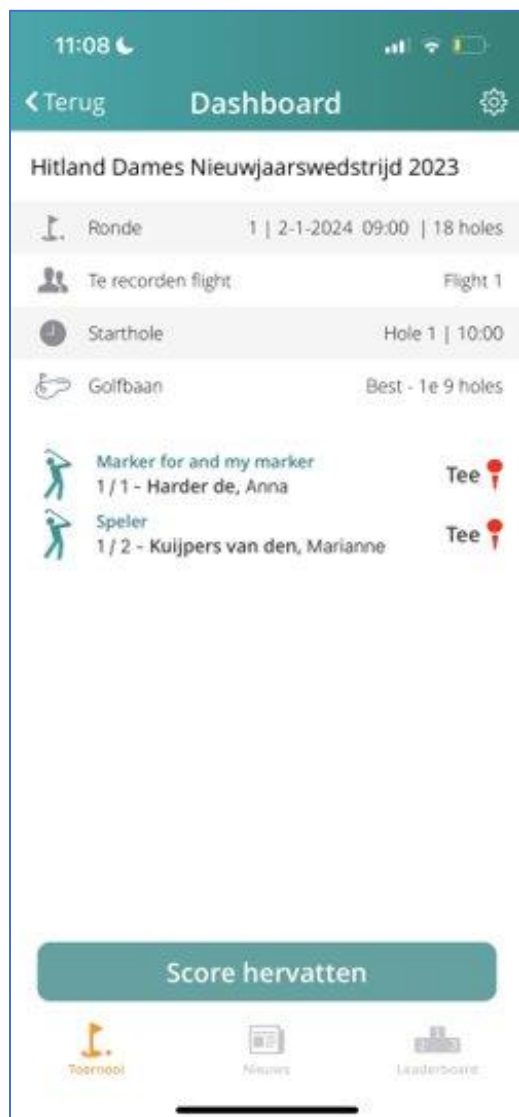 11:08
Terug Dashboard
Hitland Dames Nieuwjaarswedstrijd 2023
Ronde 1 | 2-1-2024 09:00 | 18 holes
Te recorden flight Flight 1
Starthole Hole 1 | 10:00
Golfbaan Best - 1e 9 holes
Marker for and my marker
1 / 1 - Harder de, Anna Tee
Speler
1 / 2 - Kuijpers van den, Marianne Tee
Score hervatten
Toernooi Nieuws Leaderboard